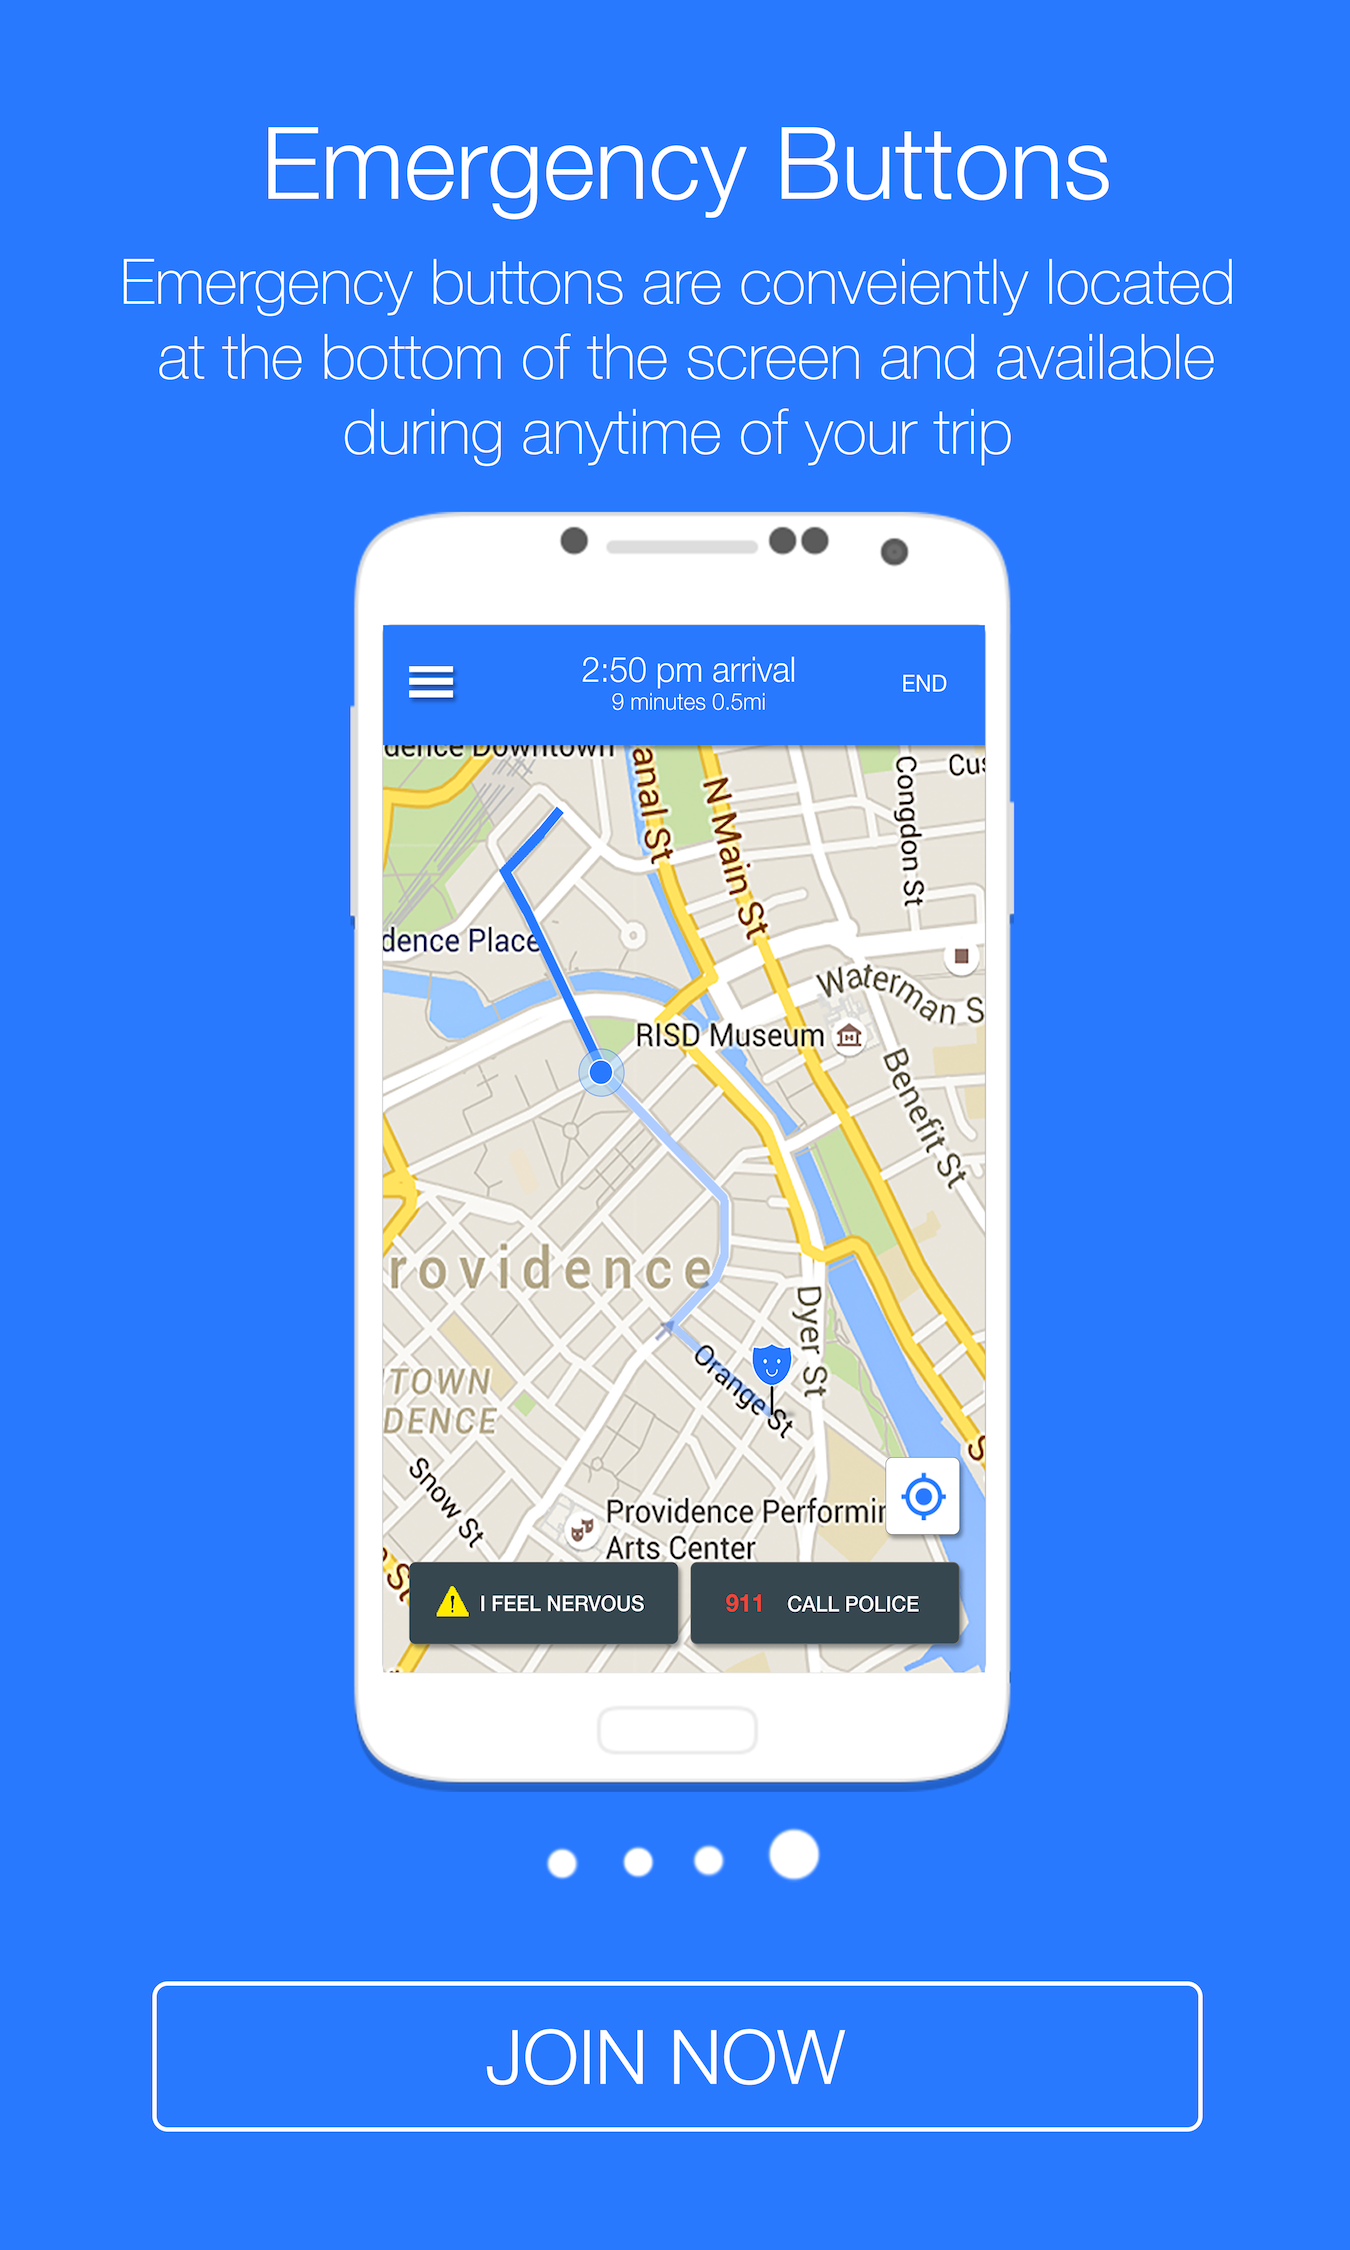 Emergency Buttons
Emergency buttons are conveiently located
at the bottom of the screen and available
during anytime of your trip
2:50 pm arrival
9 minutes 0.5mi
END
dence Downtown
anal St
N Main St
Congdon St
Cus
dence Place
Waterman S
RISD Museum
Benefit St
rovidence
Dyer St
Orange St
TOWN
DENCE
Snow St
Providence Performin
Arts Center
St
I FEEL NERVOUS
911 CALL POLICE
JOIN NOW